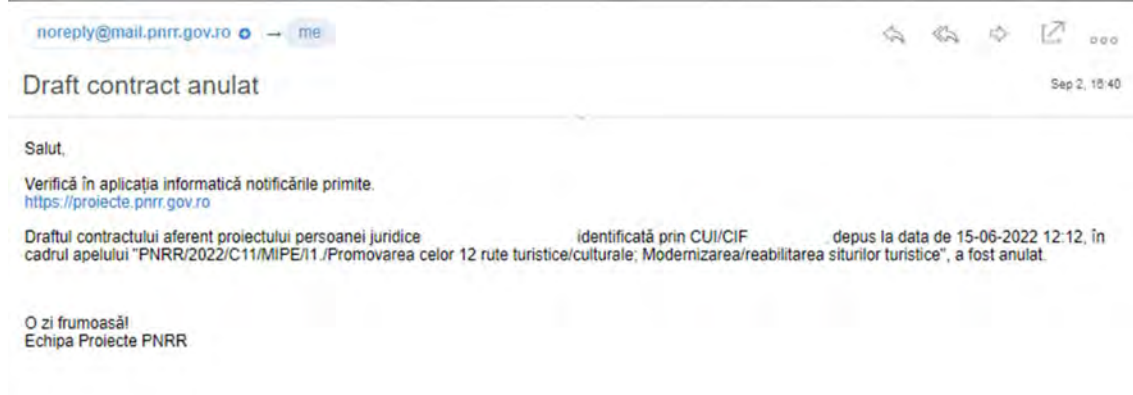 noreply@mail.pnrr.gov.ro → me
Draft contract anulat
Sep 2, 16:40
Salut,
Verifică în aplicația informatică notificările primite.
https://proiecte.pnrr.gov.ro
Draftul contractului aferent proiectului persoanei juridice identificată prin CUI/CIF , depus la data de 15-06-2022 12:12, în
cadrul apelului "PNRR/2022/C11/MIPE/I1./Promovarea celor 12 rute turistice/culturale; Modernizarea/reabilitarea siturilor turistice", a fost anulat.
O zi frumoasă!
Echipa Proiecte PNRR